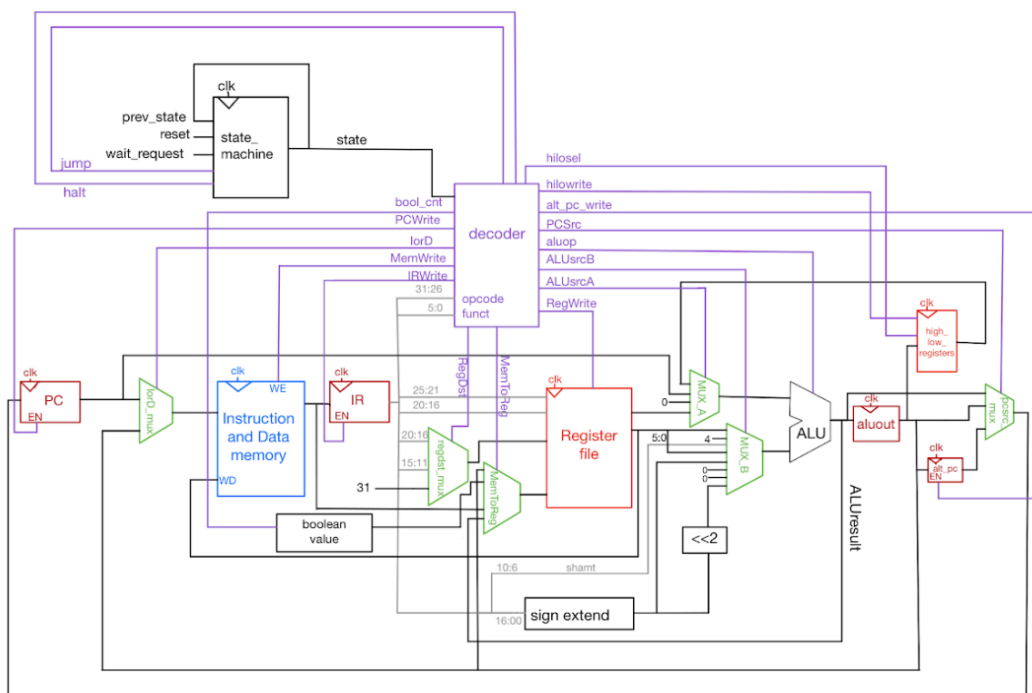 clk
prev_state
reset
wait_request
state_
machine
state
jump
halt
hilosel
hilowrite
alt_pc_write
PCSrc
aluop
ALUsrcB
ALUsrcA
RegWrite
bool_cnt
PCWrite
IorD
MemWrite
IRWrite
31:26
5:0
decoder
opcode
funct
RegDst
MemToReg
clk
high_
low_
registers
clk
PC
EN
IorD_mux
clk
WE
Instruction
and Data
memory
WD
clk
IR
EN
25:21
20:16
20:16
15:11
31
regdst_mux
MemToReg
clk
Register
file
MUX_A
0
5:0
4
0
0
MUX_B
ALU
clk
aluout
clk
alt_pc
EN
pcsrc_
mux
boolean
value
<<2
ALUresult
10:6
shamt
16:00
sign extend